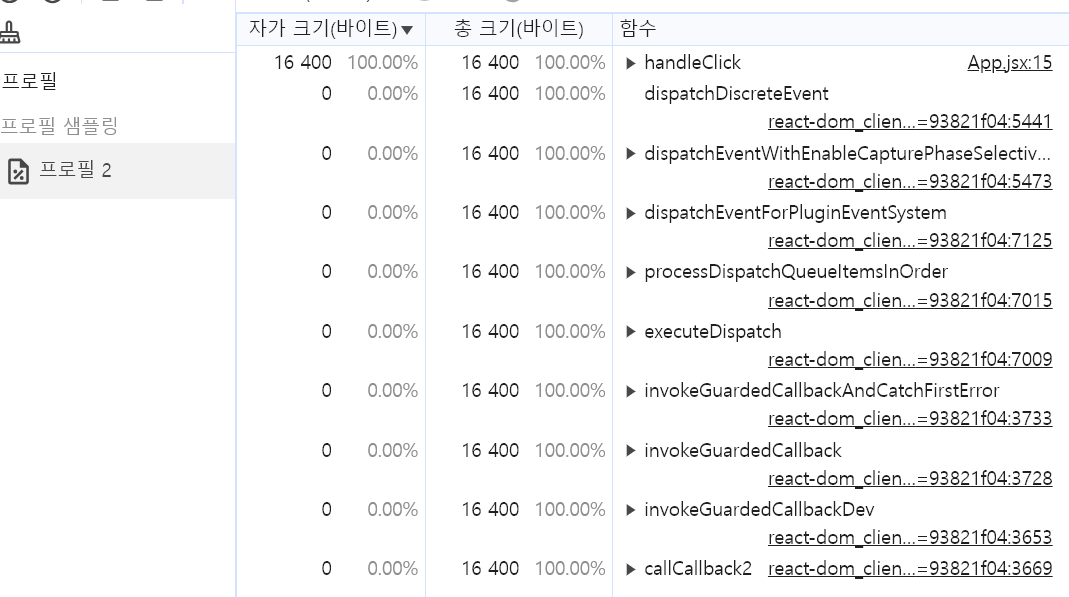 자가 크기(바이트)▼ 총 크기(바이트) 함수
프로필
프로필 샘플링
프로필 2
16 400 100.00% 16 400 100.00% ▶ handleClick App.jsx:15
0 0.00% 16 400 100.00% dispatchDiscreteEvent
react-dom_clien...=93821f04:5441
0 0.00% 16 400 100.00% ▶ dispatchEventWithEnableCapturePhaseSelectiv...
react-dom_clien...=93821f04:5473
0 0.00% 16 400 100.00% ▶ dispatchEventForPluginEventSystem
react-dom_clien...=93821f04:7125
0 0.00% 16 400 100.00% ▶ processDispatchQueueItemsInOrder
react-dom_clien...=93821f04:7015
0 0.00% 16 400 100.00% ▶ executeDispatch
react-dom_clien...=93821f04:7009
0 0.00% 16 400 100.00% ▶ invokeGuardedCallbackAndCatchFirstError
react-dom_clien...=93821f04:3733
0 0.00% 16 400 100.00% ▶ invokeGuardedCallback
react-dom_clien...=93821f04:3728
0 0.00% 16 400 100.00% ▶ invokeGuardedCallbackDev
react-dom_clien...=93821f04:3653
0 0.00% 16 400 100.00% ▶ callCallback2 react-dom_clien...=93821f04:3669